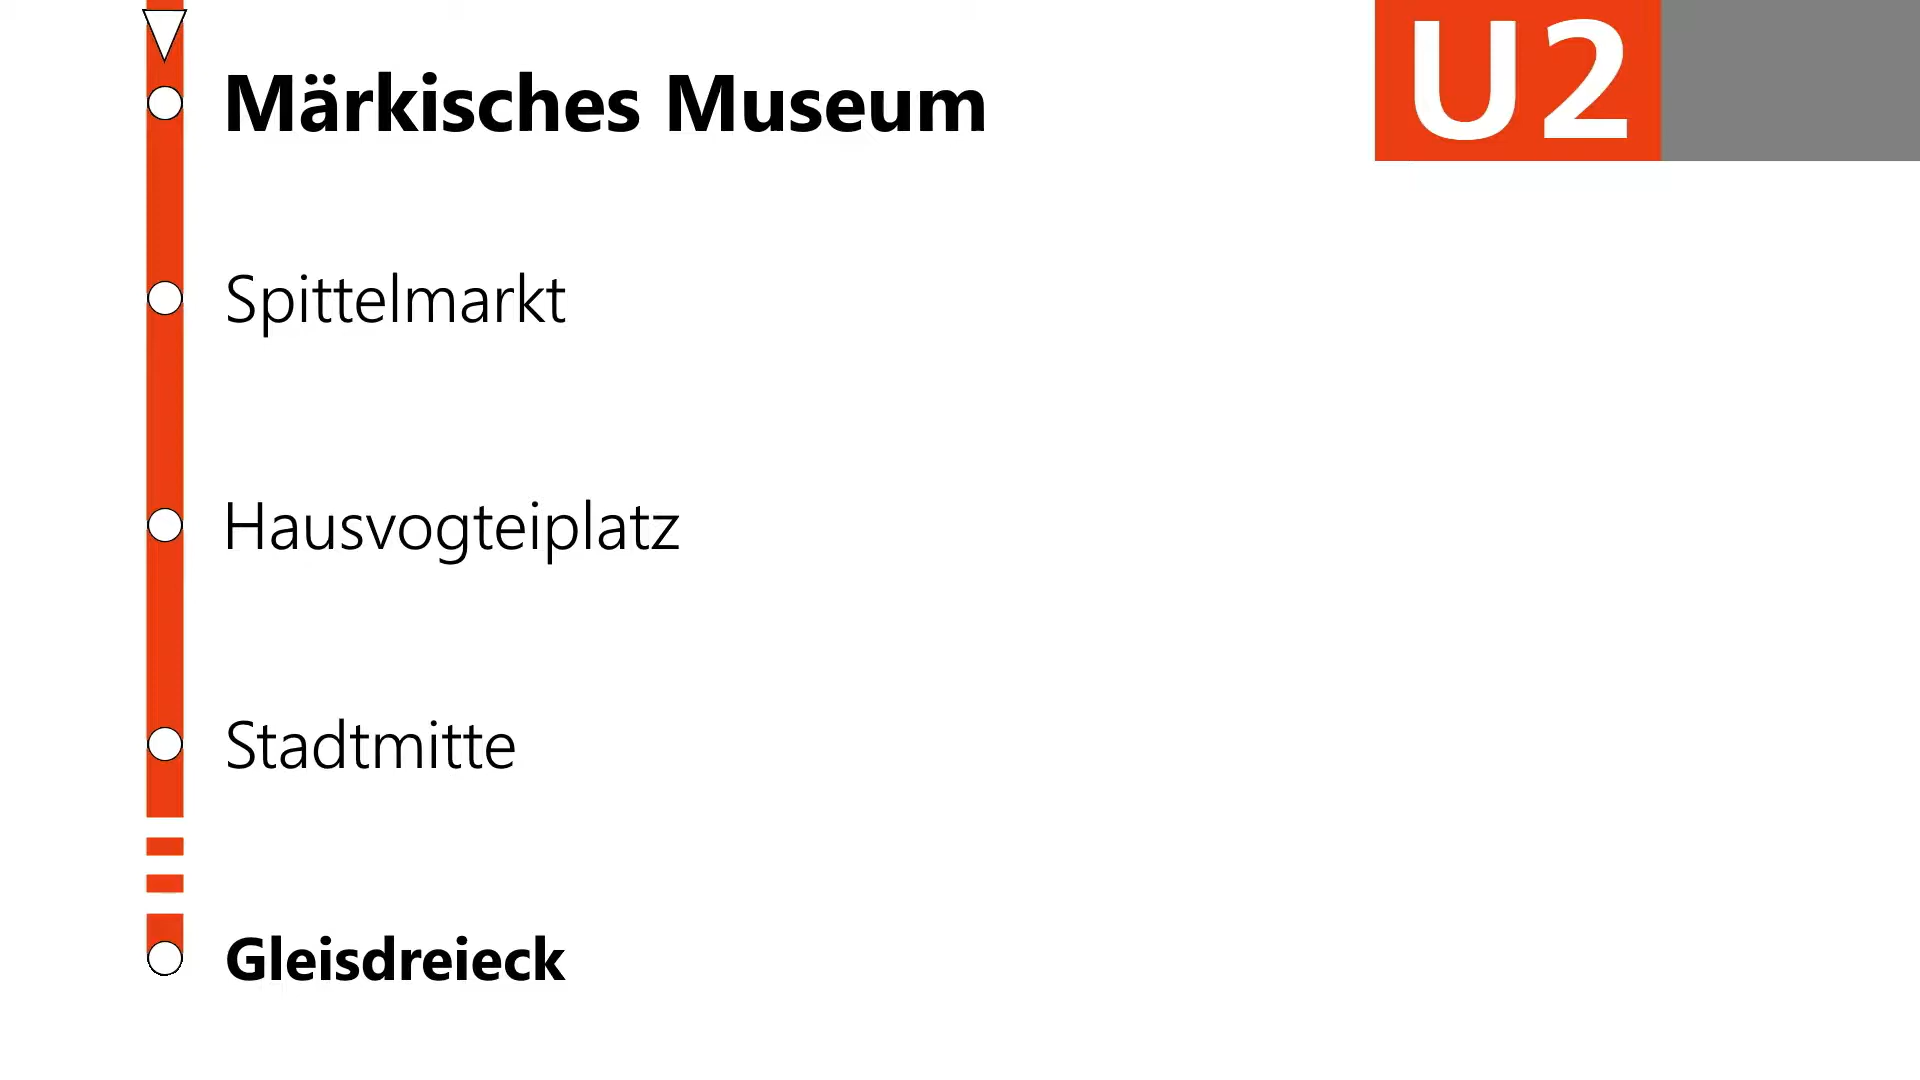 U2
Märkisches Museum
Spittelmarkt
Hausvogteiplatz
Stadtmitte
Gleisdreieck